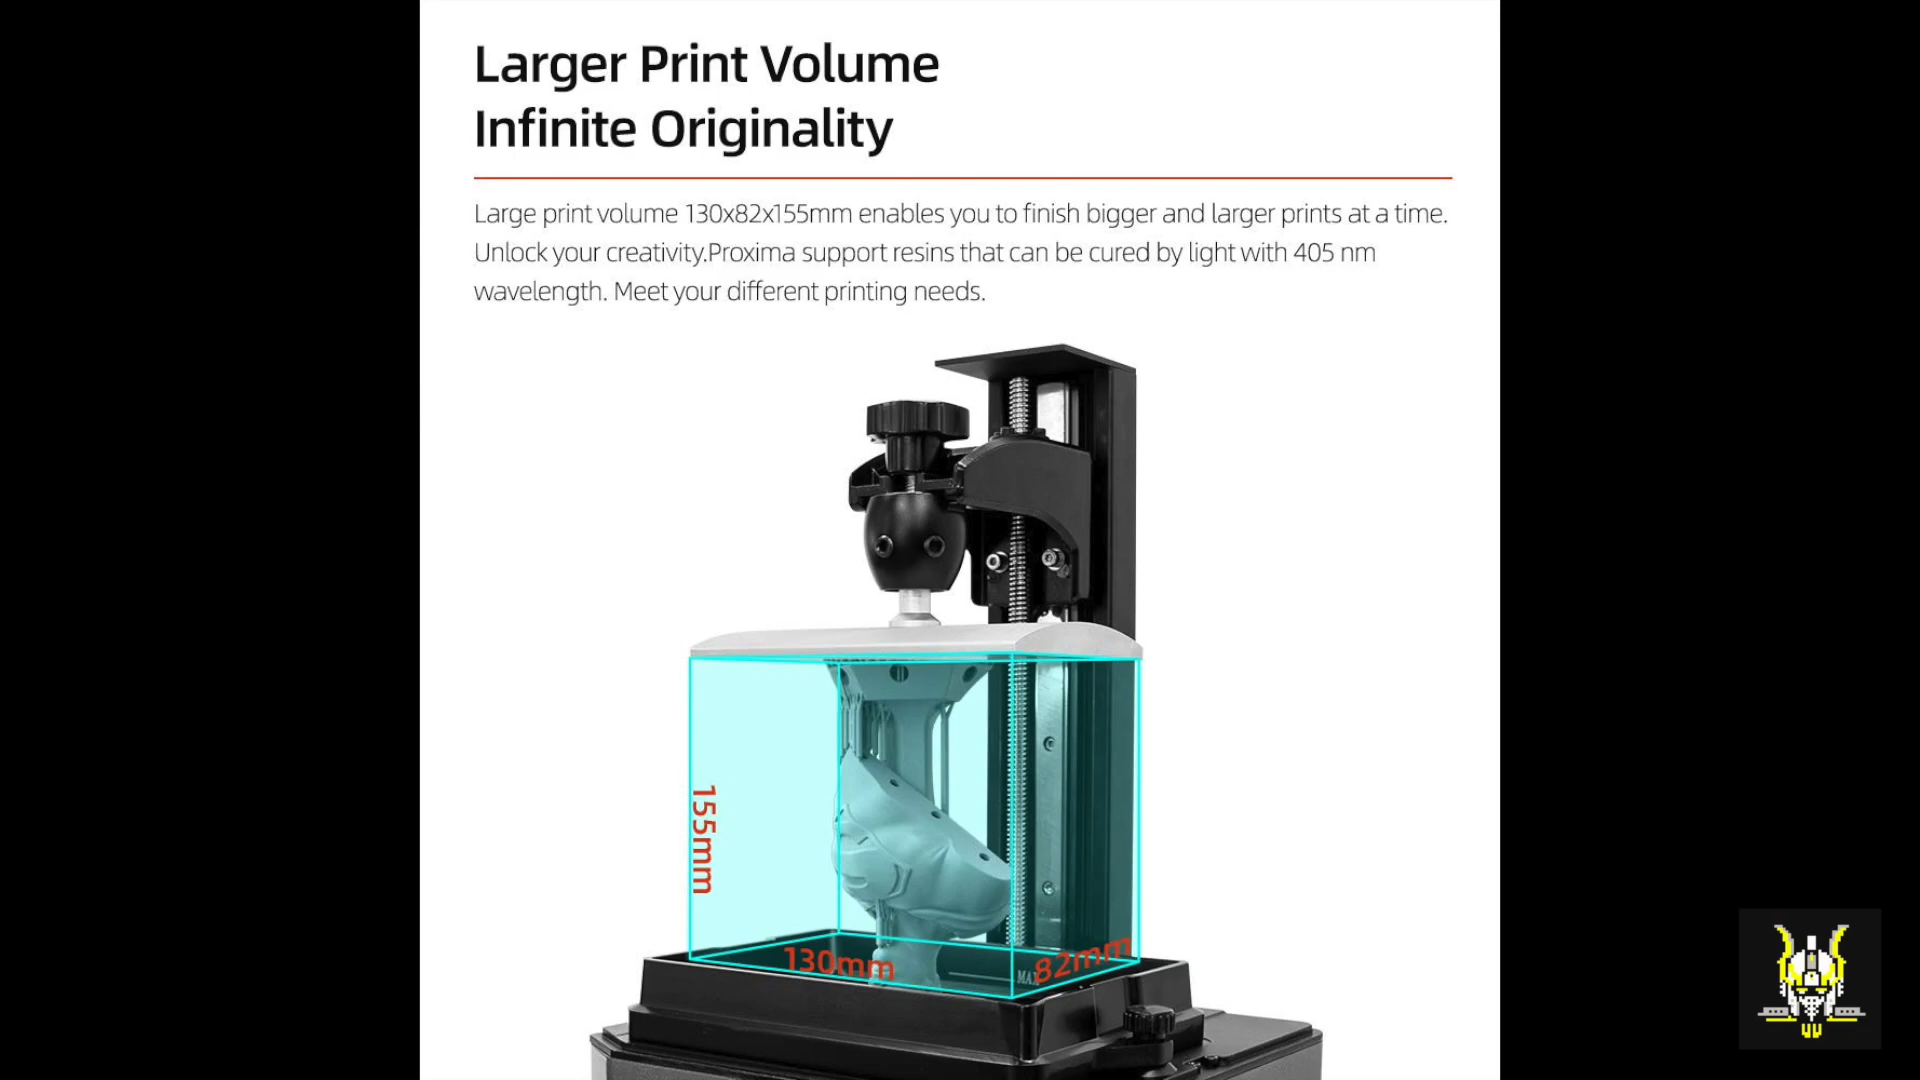 Larger Print Volume
Infinite Originality
Large print volume 130x82x155mm enables you to finish bigger and larger prints at a time.
Unlock your creativity.Proxima support resins that can be cured by light with 405 nm
wavelength. Meet your different printing needs.
155mm
130mm
82mm
MAX